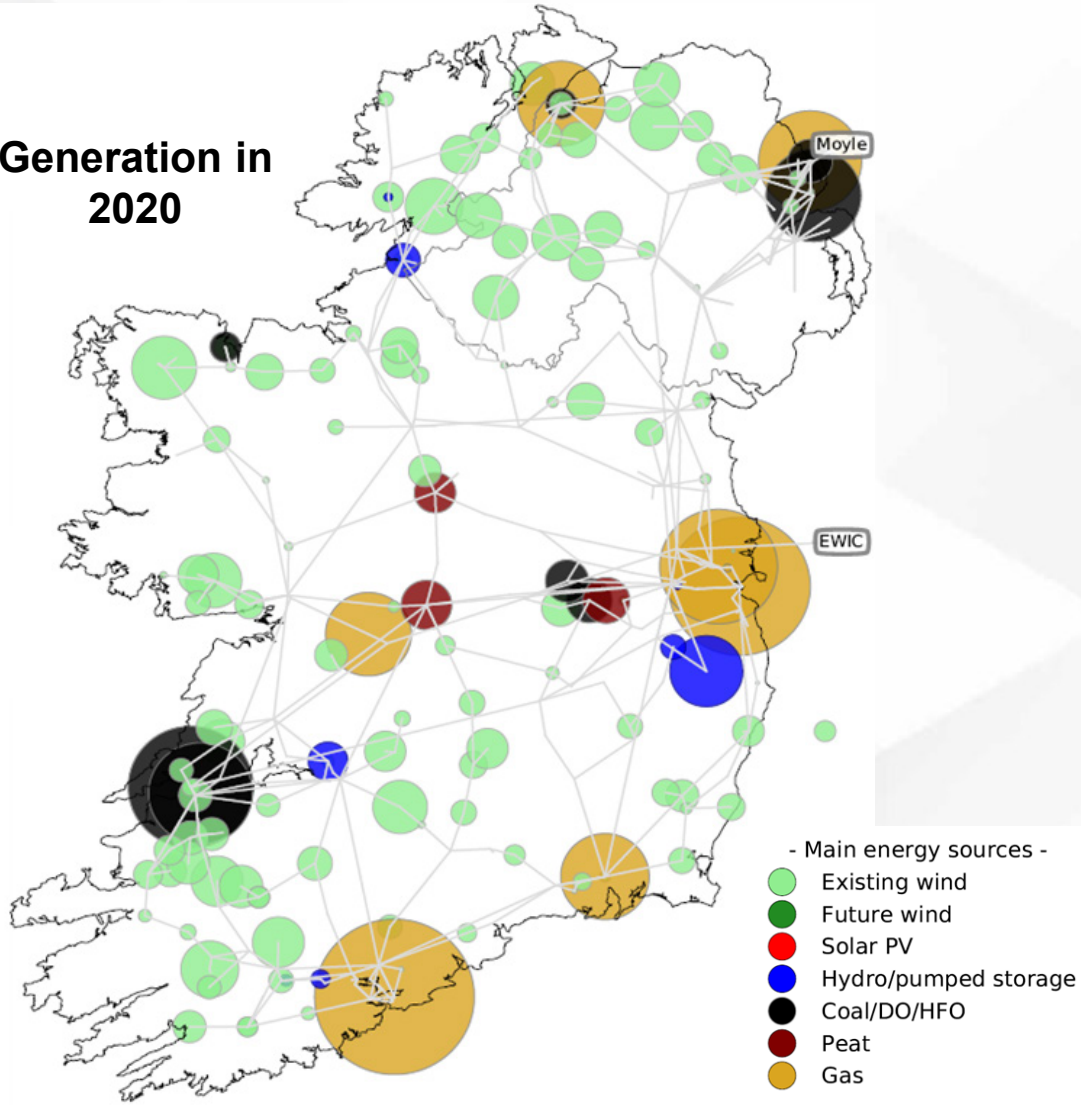 Generation in
2020
Moyle
EWIC
- Main energy sources -
Existing wind
Future wind
Solar PV
Hydro/pumped storage
Coal/DO/HFO
Peat
Gas